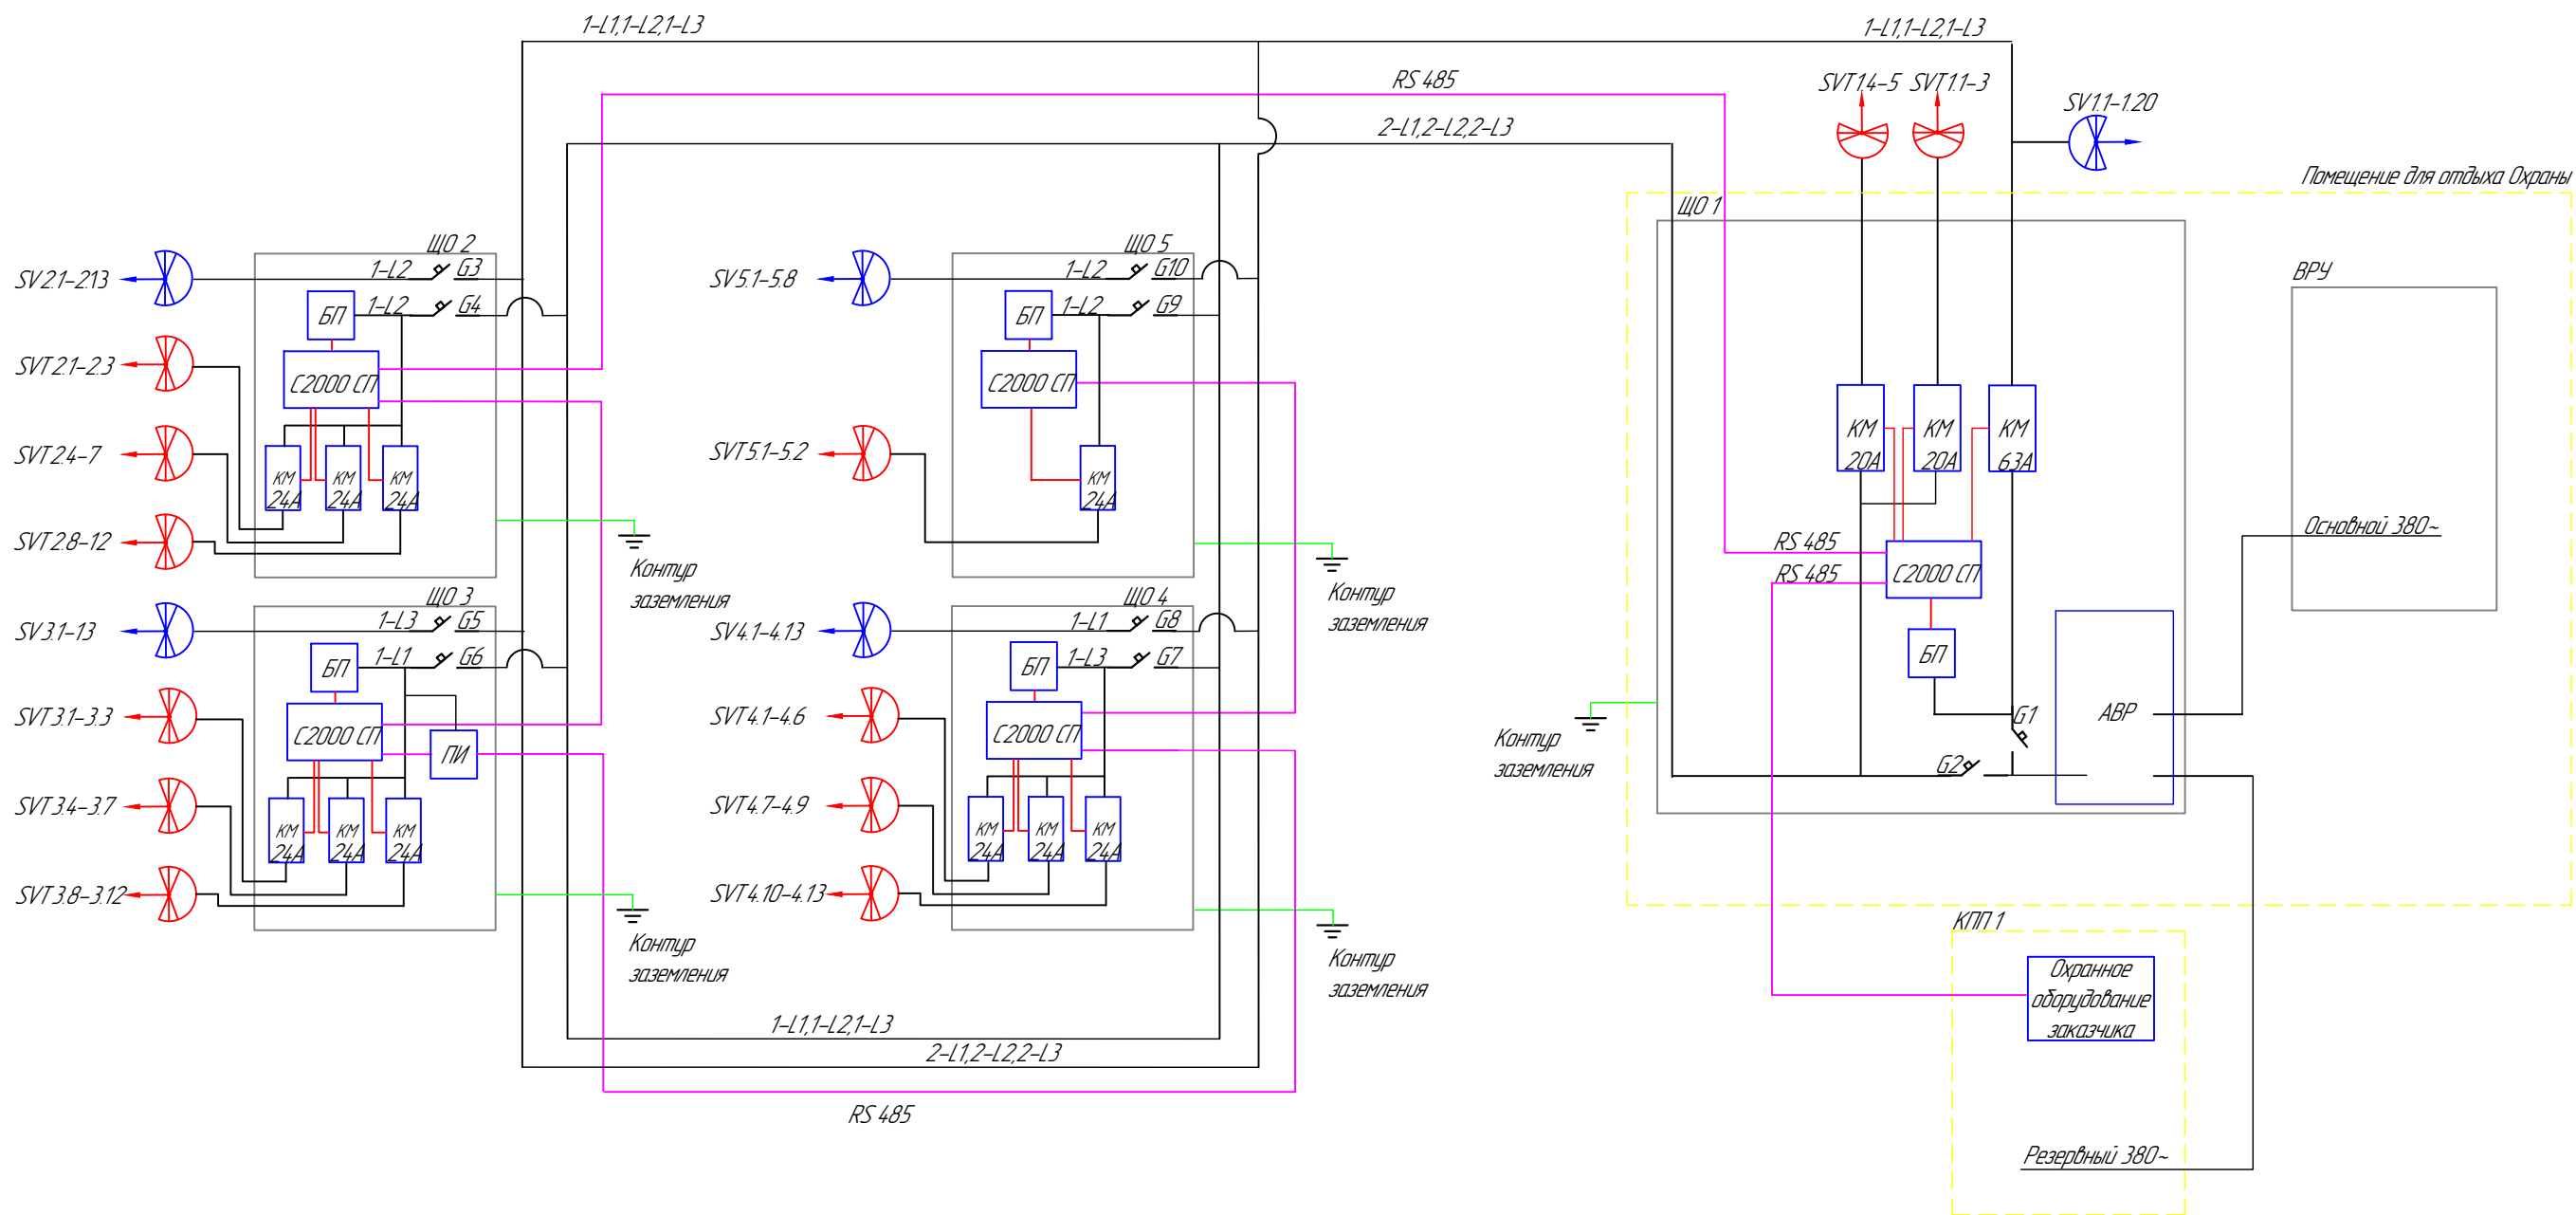 1-L1,1-L2,1-L3
1-L1,1-L2,1-L3
RS 485
SVT1.4-5
SVT1.1-3
SV1.1-1.20
2-L1,2-L2,2-L3
Помещение для отдыха Охраны
ЩО 1
ВРУ
Основной 380~
КМ
20А
КМ
20А
КМ
63А
RS 485
RS 485
С2000 СП
БП
АВР
G1
G2
Контур
заземления
ЩО 2
SV2.1-2.13
1-L2
G3
БП
1-L2
G4
SVT2.1-2.3
С2000 СП
SVT2.4-7
КМ
24А
КМ
24А
КМ
24А
SVT2.8-12
Контур
заземления
ЩО 5
SV5.1-5.8
1-L2
G10
БП
1-L2
G9
С2000 СП
SVT5.1-5.2
КМ
24А
Контур
заземления
ЩО 3
SV3.1-13
1-L3
G5
БП
1-L1
G6
SVT3.1-3.3
С2000 СП
ПИ
SVT3.4-3.7
КМ
24А
КМ
24А
КМ
24А
SVT3.8-3.12
Контур
заземления
ЩО 4
SV4.1-4.13
1-L1
G8
БП
1-L3
G7
SVT4.1-4.6
С2000 СП
SVT4.7-4.9
КМ
24А
КМ
24А
КМ
24А
SVT4.10-4.13
Контур
заземления
1-L1,1-L2,1-L3
2-L1,2-L2,2-L3
RS 485
КПП 1
Охранное
оборудование
заказчика
Резервный 380~